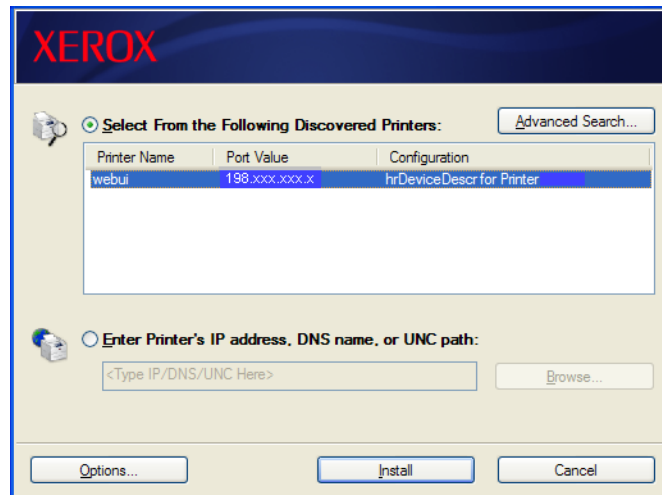 XEROX
Select From the Following Discovered Printers:
Advanced Search...
Printer Name Port Value Configuration
webui 198.xxx.xxx.x hrDeviceDescr for Printer
Enter Printer's IP address, DNS name, or UNC path:
<Type IP/DNS/UNC Here>
Browse...
Options... Install Cancel